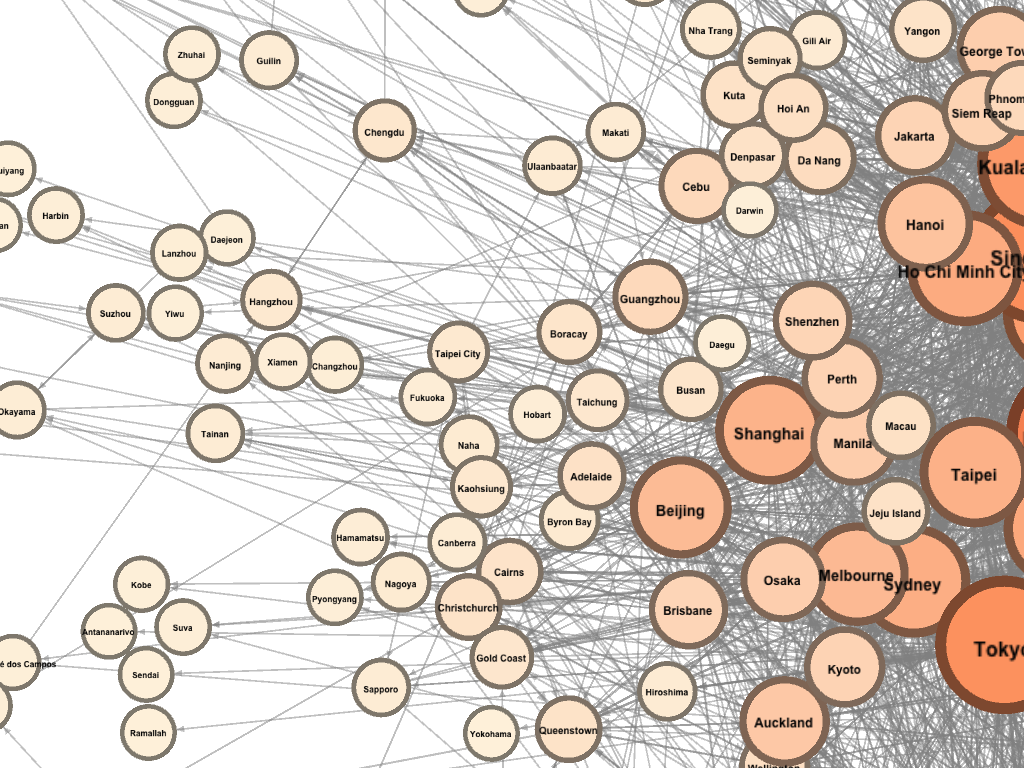 Nha Trang
Gili Air
Yangon
George Tow
Zhuhai
Guilin
Seminyak
Dongguan
Kuta
Hoi An
Phnom
Siem Reap
Chengdu
Makati
Jakarta
Ulaanbaatar
Denpasar
Da Nang
Kuala
uiyang
Cebu
Harbin
an
Darwin
Hanoi
Daejeon
Lanzhou
Sing
Ho Chi Minh City
Suzhou
Yiwu
Hangzhou
Guangzhou
Shenzhen
Boracay
Daegu
Taipei City
Nanjing
Xiamen
Changzhou
Perth
Busan
Fukuoka
Taichung
Okayama
Hobart
Macau
Tainan
Shanghai
Manila
Naha
Kaohsiung
Adelaide
Taipei
Beijing
Jeju Island
Byron Bay
Hamamatsu
Canberra
Kobe
Nagoya
Cairns
Osaka
Melbourne
Sydney
Pyongyang
Christchurch
Brisbane
Antananarivo
Suva
Tokyo
é dos Campos
Gold Coast
Kyoto
Sendai
Sapporo
Hiroshima
Ramallah
Yokohama
Queenstown
Auckland
Wellington